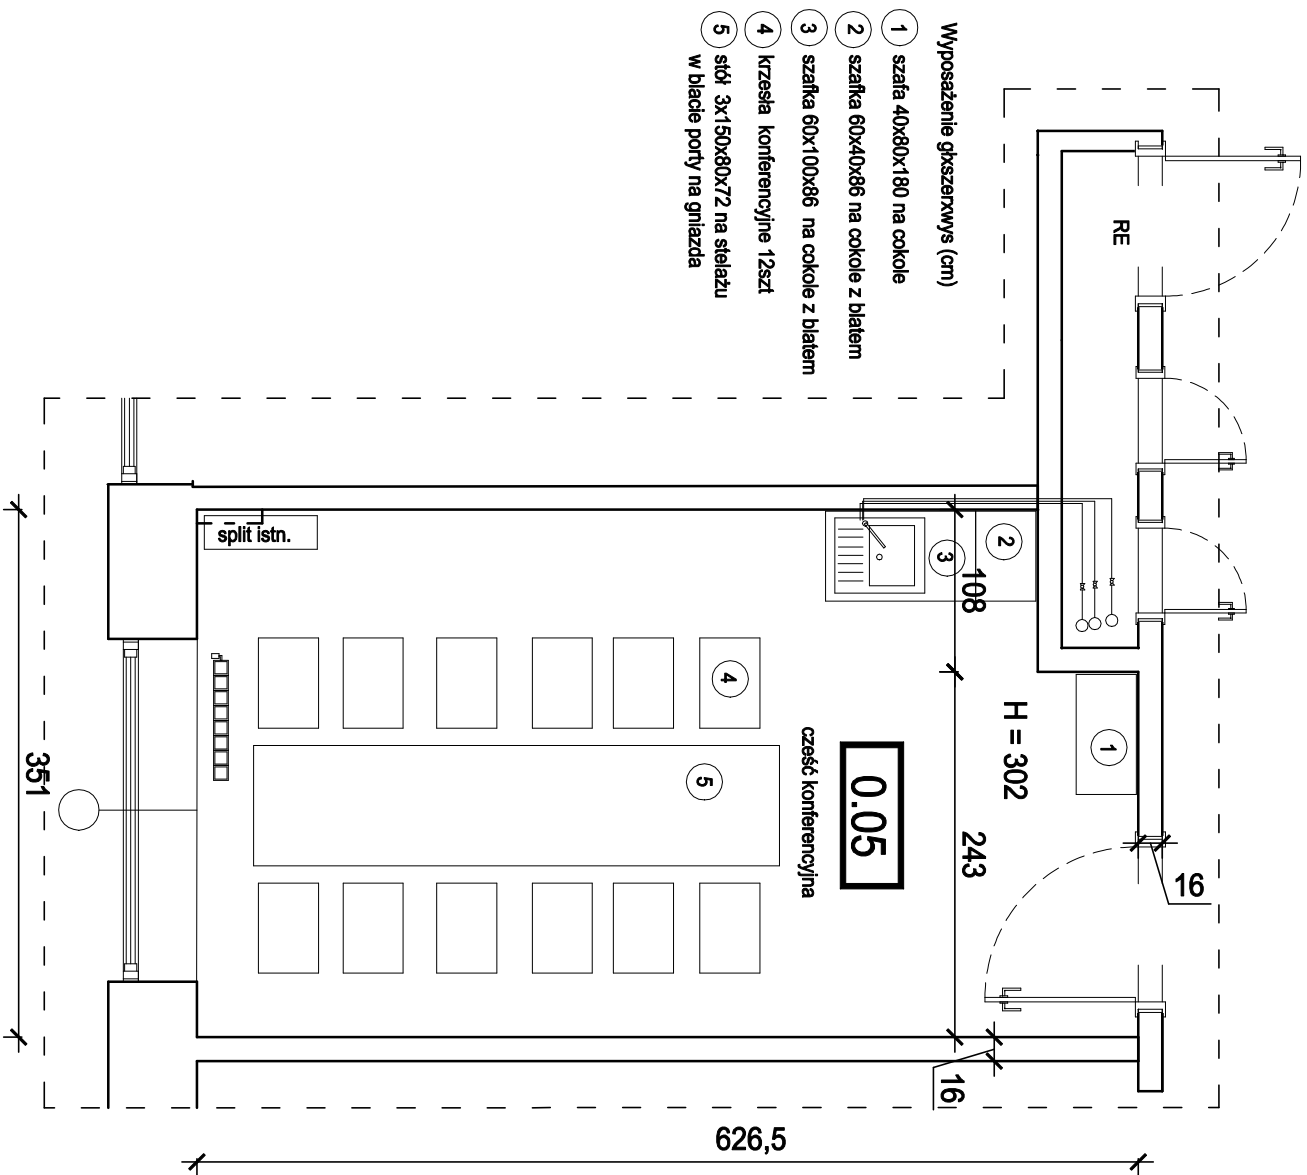 Wyposażenie głxszerxwys (cm)
1 szafa 40x80x180 na cokole
2 szafka 60x40x86 na cokole z blatem
3 szafka 60x100x86 na cokole z blatem
4 krzesła konferencyjne 12szt
5 stół 3x150x80x72 na stelażu
w blacie porty na gniazda
RE
split istn.
2
3
108
H = 302
1
4
5
cześć konferencyjna
0.05
243
16
351
16
626,5